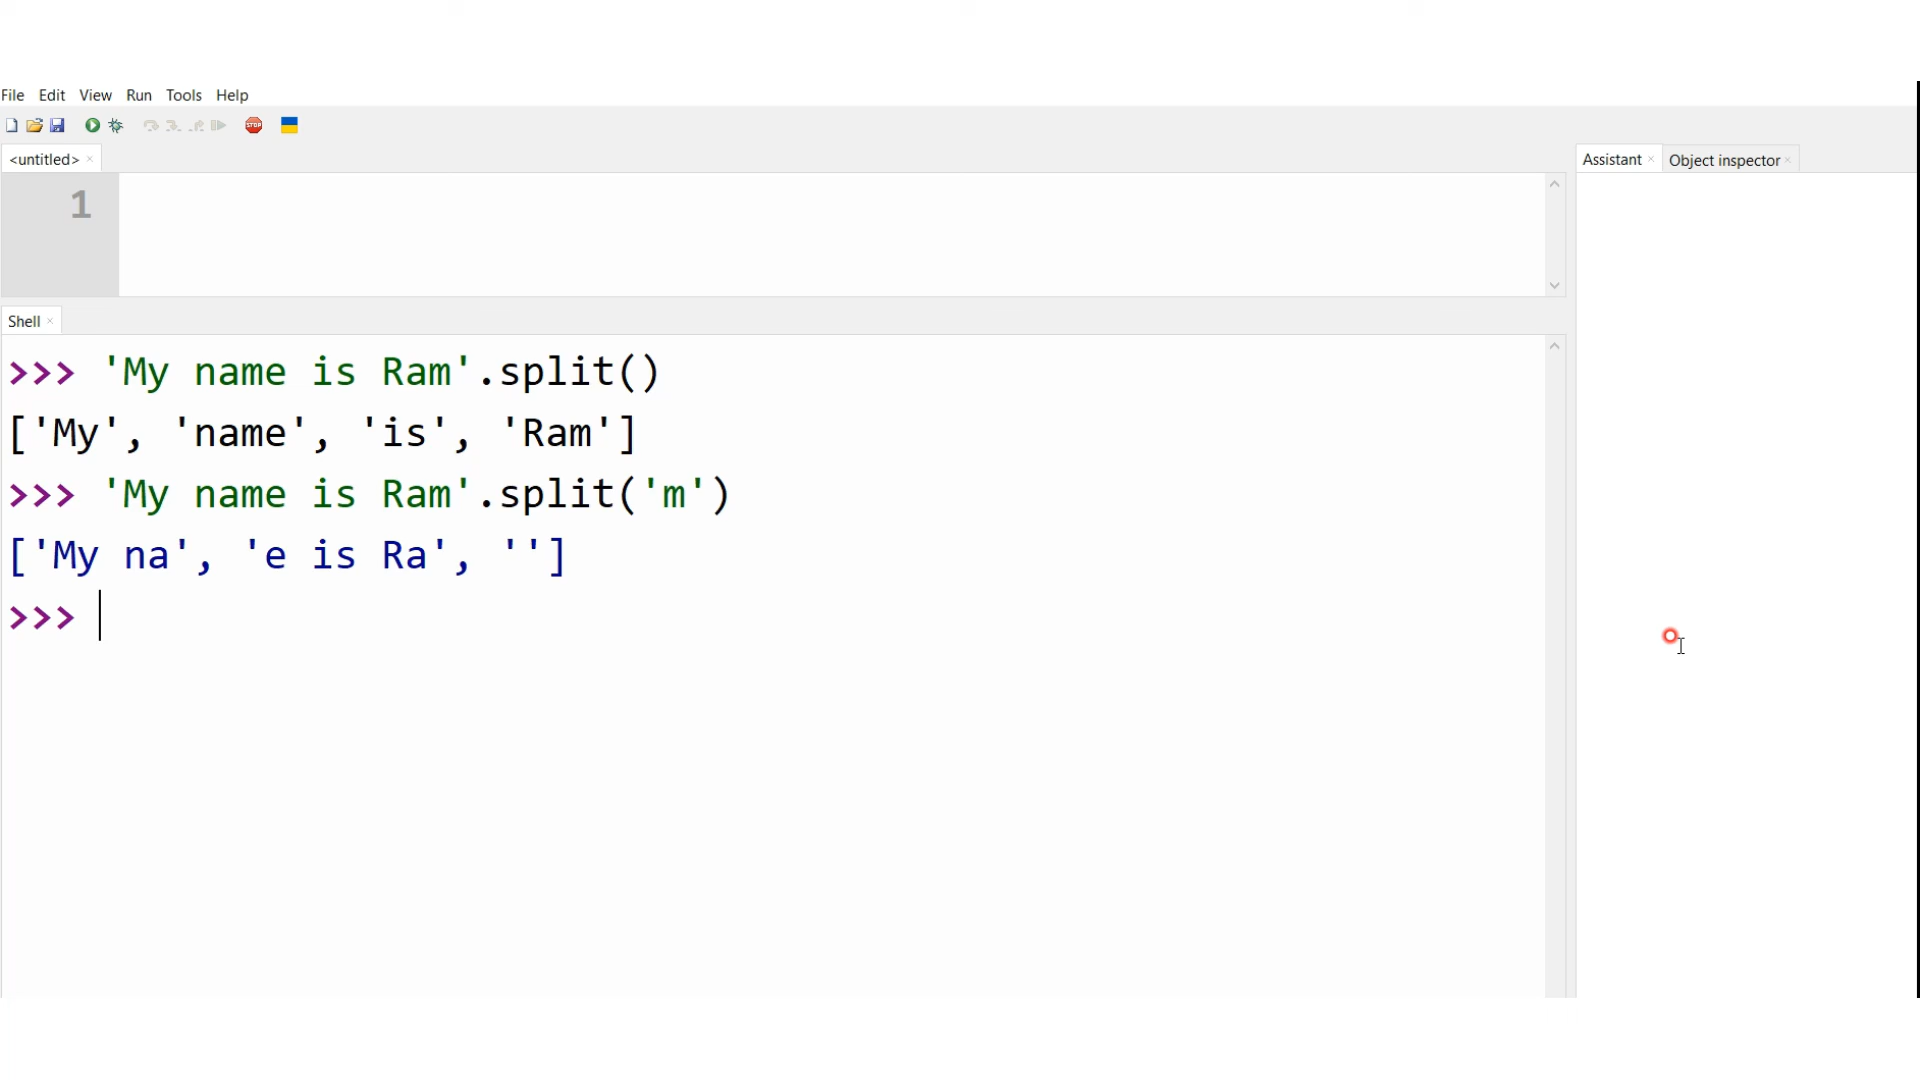 File Edit View Run Tools Help
STOP
<untitled>
Assistant Object inspector
1
Shell
>>> 'My name is Ram'.split()
['My', 'name', 'is', 'Ram']
>>> 'My name is Ram'.split('m')
['My na', 'e is Ra', '']
>>>